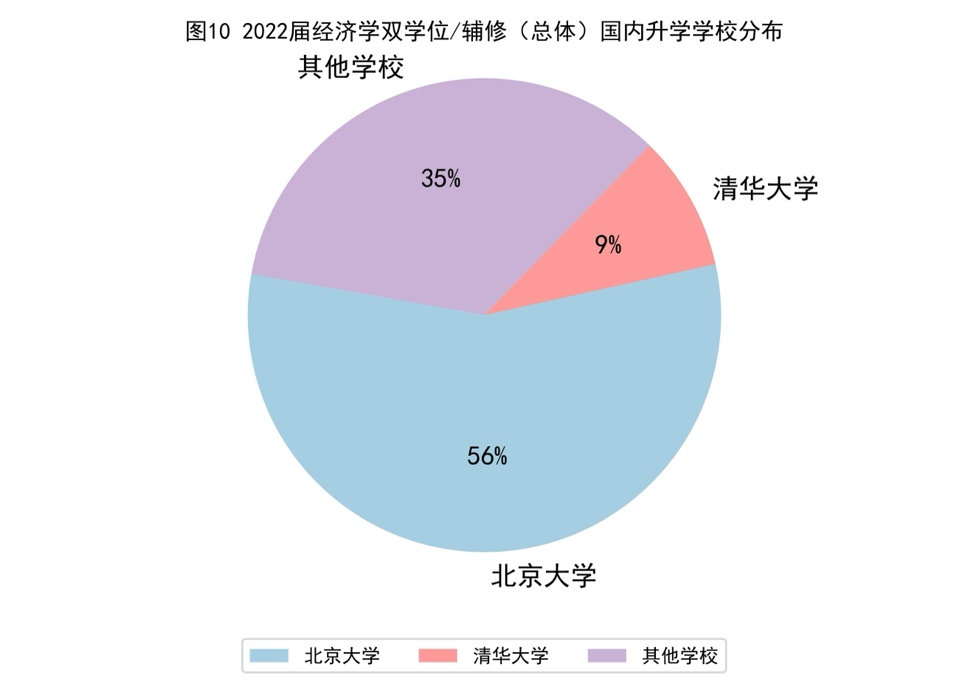 图10 2022届经济学双学位/辅修（总体）国内升学学校分布
其他学校
35%
清华大学
9%
56%
北京大学
北京大学 清华大学 其他学校